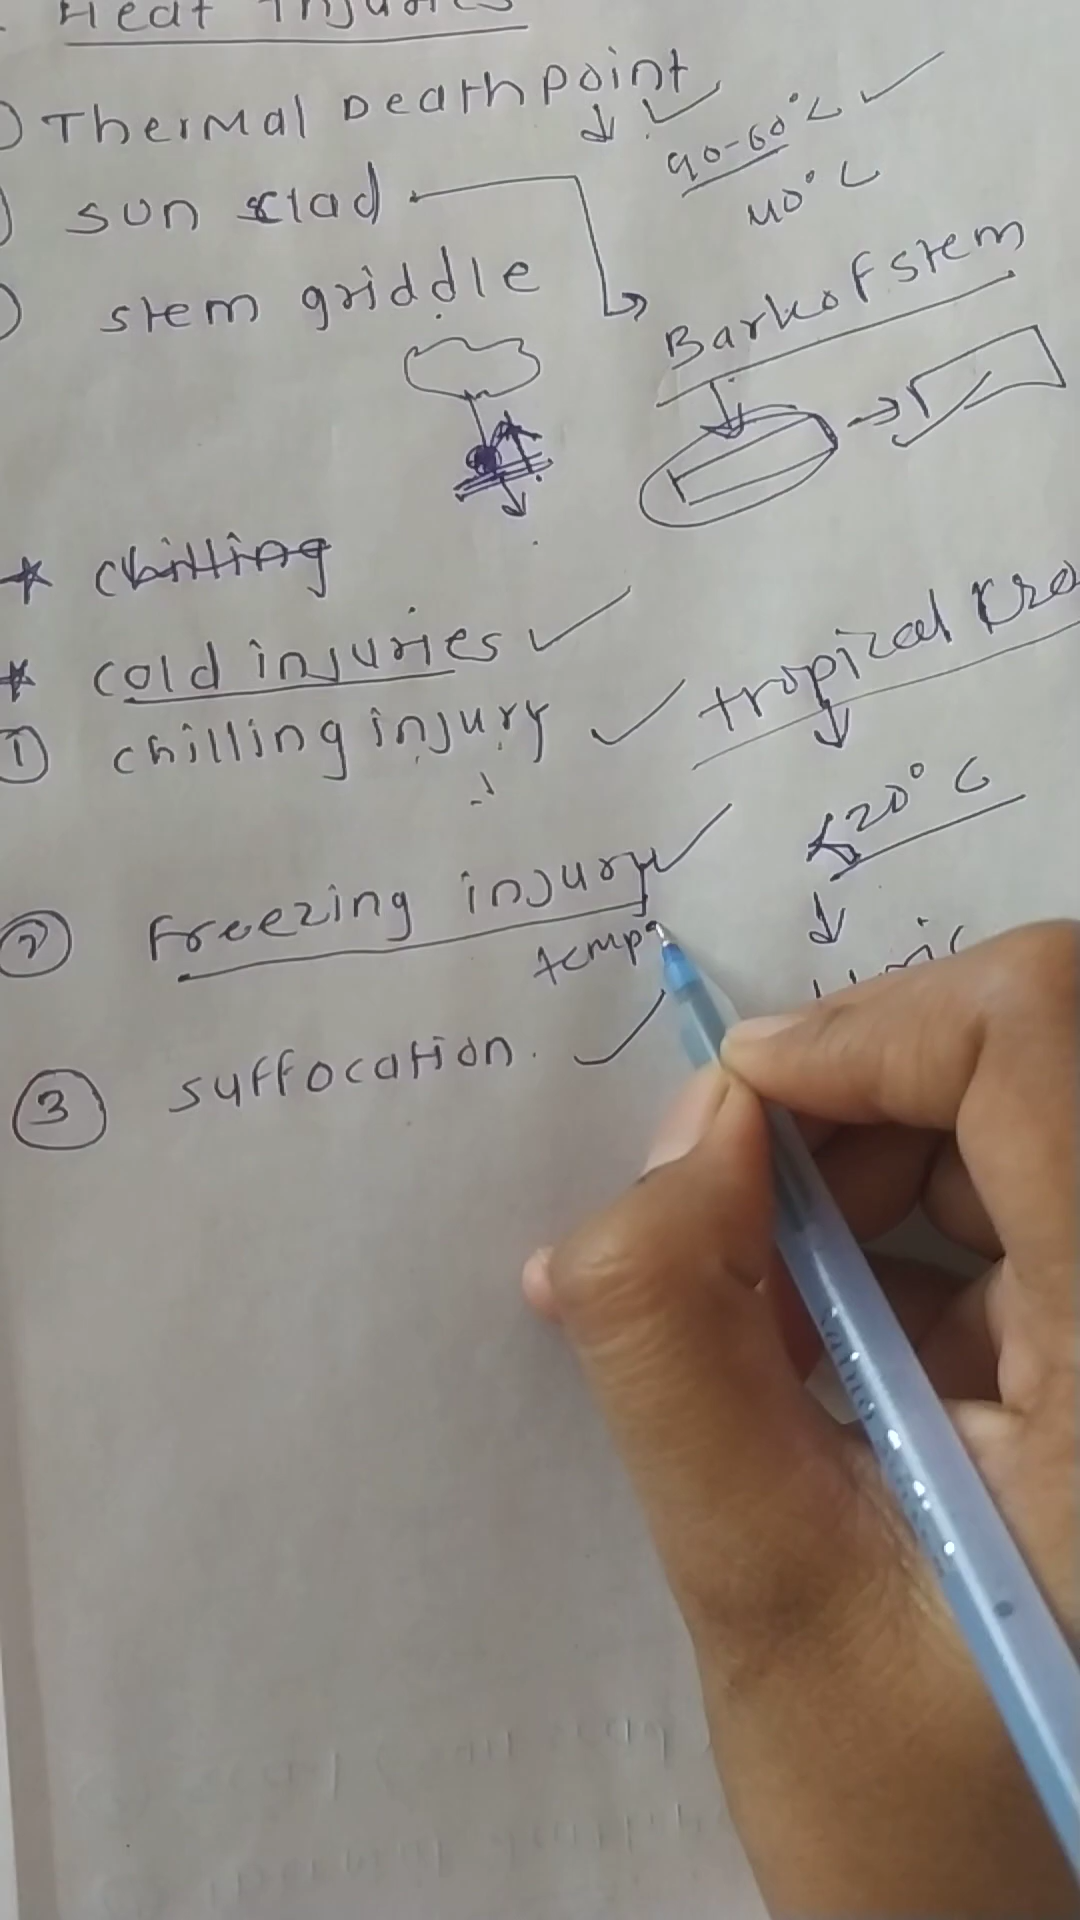 Heat Injuries
Thermal Death point
90-60°C
40°C
sun clad
stem griddle
Bark of stem
chilling
cold injuries
① chilling injury
tropical
<20°C
② Freezing injury
temp
③ suffocation.